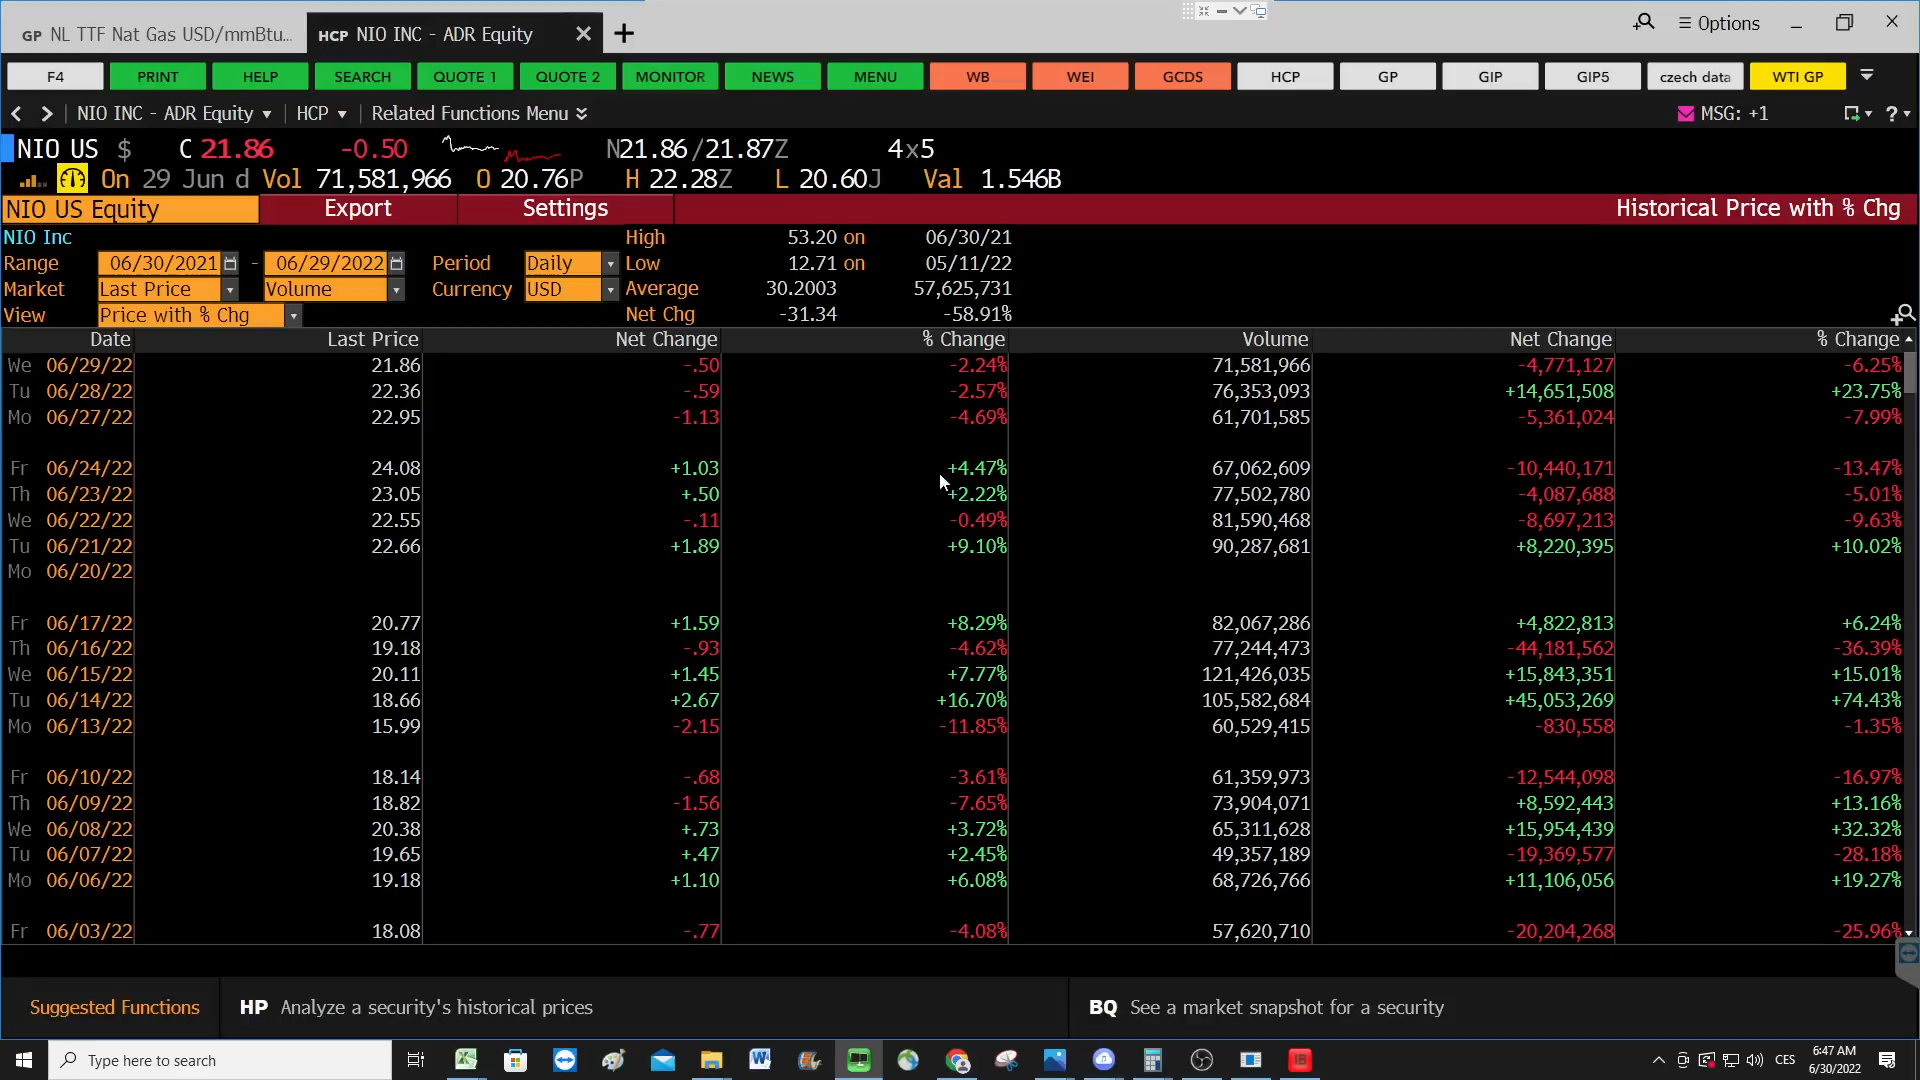 GP NL TTF Nat Gas USD/mmBtu... HCP NIO INC - ADR Equity Options
F4 PRINT HELP SEARCH QUOTE 1 QUOTE 2 MONITOR NEWS MENU WB WEI GCDS HCP GP GIP GIP5 czech data WTI GP
NIO INC - ADR Equity HCP Related Functions Menu MSG: +1 ?
NIO US $ C 21.86 -0.50 N21.86/21.87Z 4x5
On 29 Jun d Vol 71,581,966 O 20.76P H 22.28Z L 20.60J Val 1.546B
NIO US Equity Export Settings Historical Price with % Chg
NIO Inc High 53.20 on 06/30/21
Range 06/30/2021 - 06/29/2022 Period Daily Low 12.71 on 05/11/22
Market Last Price Volume Currency USD Average 30.2003 57,625,731
View Price with % Chg Net Chg -31.34 -58.91%
Date Last Price Net Change % Change Volume Net Change % Change
We 06/29/22 21.86 -.50 -2.24% 71,581,966 -4,771,127 -6.25%
Tu 06/28/22 22.36 -.59 -2.57% 76,353,093 +14,651,508 +23.75%
Mo 06/27/22 22.95 -1.13 -4.69% 61,701,585 -5,361,024 -7.99%
Fr 06/24/22 24.08 +1.03 +4.47% 67,062,609 -10,440,171 -13.47%
Th 06/23/22 23.05 +.50 +2.22% 77,502,780 -4,087,688 -5.01%
We 06/22/22 22.55 -.11 -0.49% 81,590,468 -8,697,213 -9.63%
Tu 06/21/22 22.66 +1.89 +9.10% 90,287,681 +8,220,395 +10.02%
Mo 06/20/22
Fr 06/17/22 20.77 +1.59 +8.29% 82,067,286 +4,822,813 +6.24%
Th 06/16/22 19.18 -.93 -4.62% 77,244,473 -44,181,562 -36.39%
We 06/15/22 20.11 +1.45 +7.77% 121,426,035 +15,843,351 +15.01%
Tu 06/14/22 18.66 +2.67 +16.70% 105,582,684 +45,053,269 +74.43%
Mo 06/13/22 15.99 -2.15 -11.85% 60,529,415 -830,558 -1.35%
Fr 06/10/22 18.14 -.68 -3.61% 61,359,973 -12,544,098 -16.97%
Th 06/09/22 18.82 -1.56 -7.65% 73,904,071 +8,592,443 +13.16%
We 06/08/22 20.38 +.73 +3.72% 65,311,628 +15,954,439 +32.32%
Tu 06/07/22 19.65 +.47 +2.45% 49,357,189 -19,369,577 -28.18%
Mo 06/06/22 19.18 +1.10 +6.08% 68,726,766 +11,106,056 +19.27%
Fr 06/03/22 18.08 -.77 -4.08% 57,620,710 -20,204,268 -25.96%
Suggested Functions HP Analyze a security's historical prices BQ See a market snapshot for a security
Type here to search CES 6:47 AM
6/30/2022